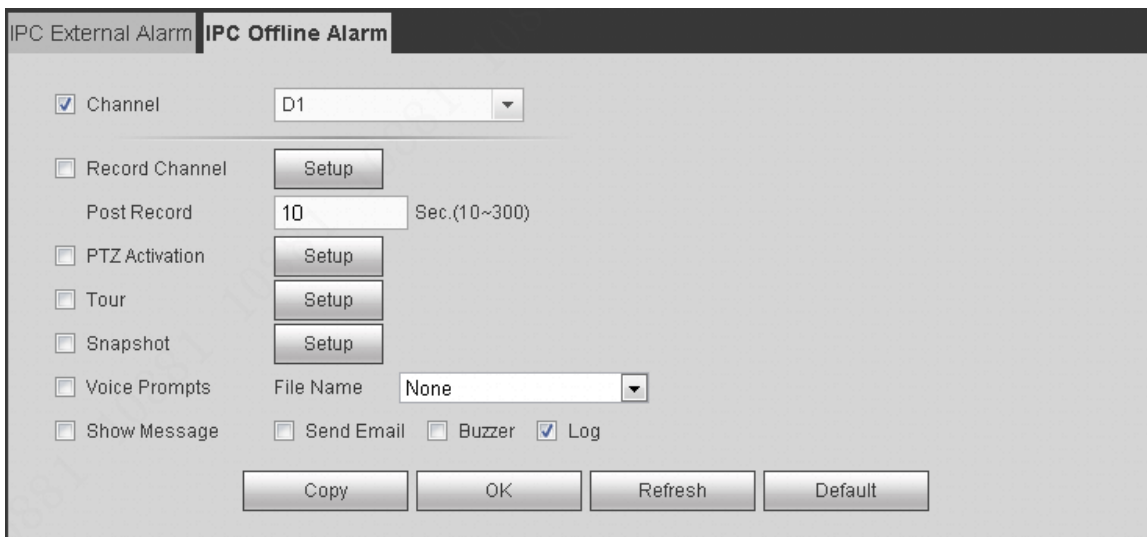 IPC External Alarm IPC Offline Alarm
Channel D1
Record Channel Setup
Post Record 10 Sec.(10~300)
PTZ Activation Setup
Tour Setup
Snapshot Setup
Voice Prompts File Name None
Show Message Send Email Buzzer Log
Copy OK Refresh Default